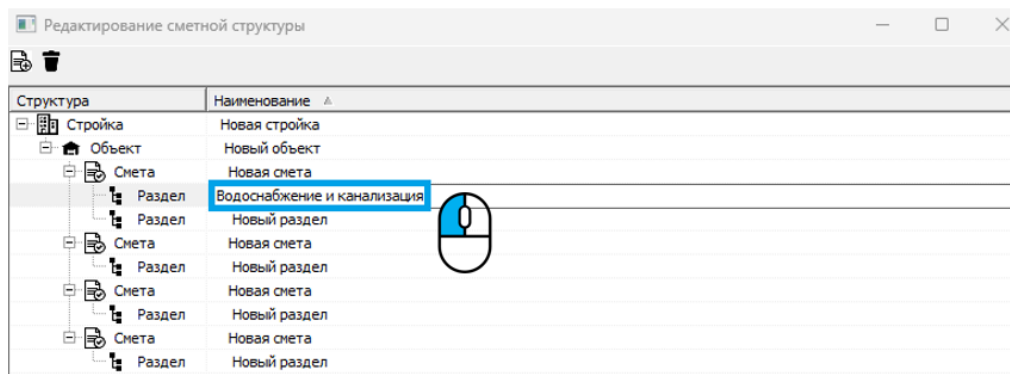 Редактирование сметной структуры
Структура Наименование
Стройка Новая стройка
Объект Новый объект
Смета Новая смета
Раздел Водоснабжение и канализация
Раздел Новый раздел
Смета Новая смета
Раздел Новый раздел
Смета Новая смета
Раздел Новый раздел
Смета Новая смета
Раздел Новый раздел